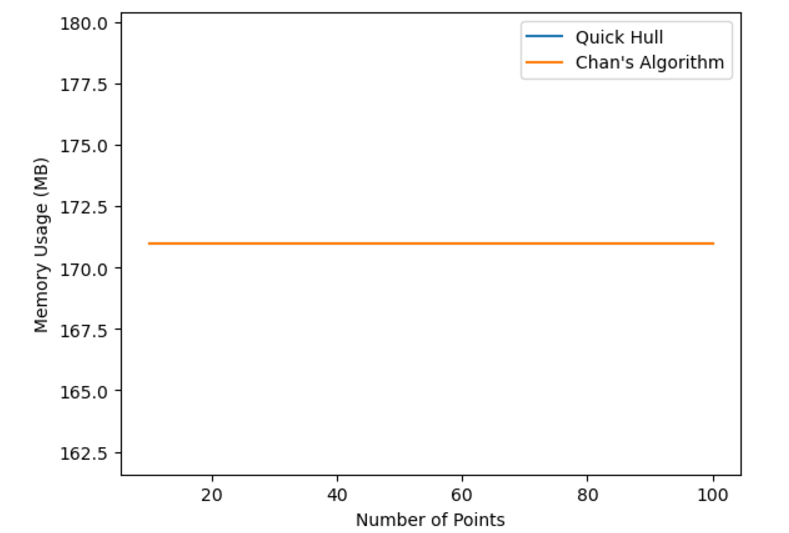 Quick Hull
Chan's Algorithm
Memory Usage (MB)
180.0
177.5
175.0
172.5
170.0
167.5
165.0
162.5
20 40 60 80 100
Number of Points